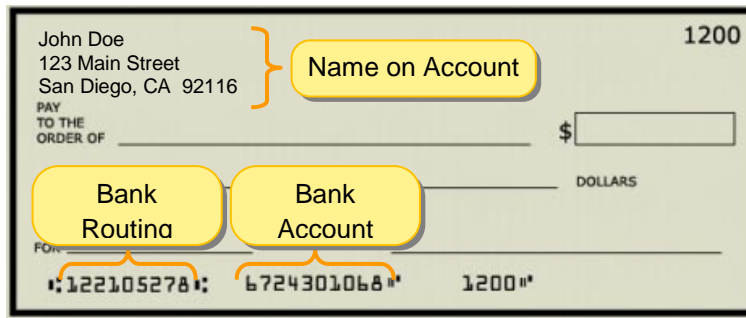 John Doe
1200
123 Main Street
San Diego, CA 92116
Name on Account
PAY
TO THE
ORDER OF
$
DOLLARS
Bank
Routing
Bank
Account
FOR
⑆122105278⑆ 6724301068⑈ 1200⑈